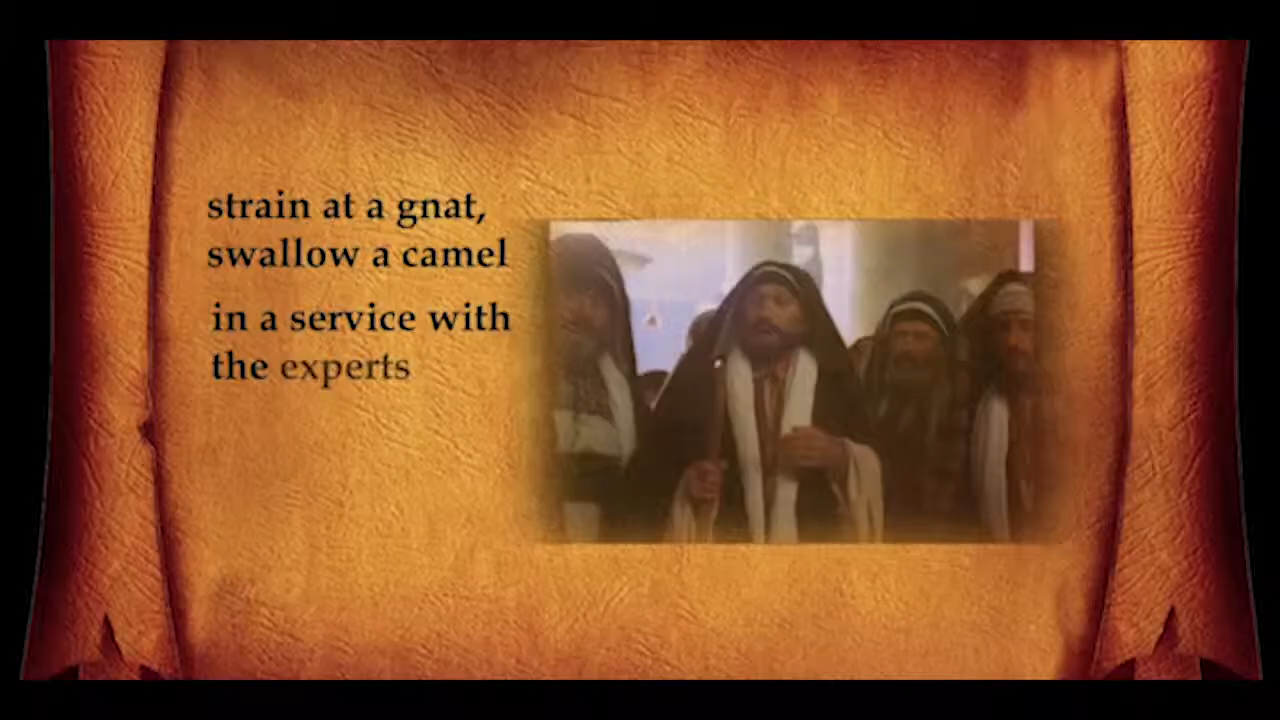 strain at a gnat,
swallow a camel
in a service with
the experts